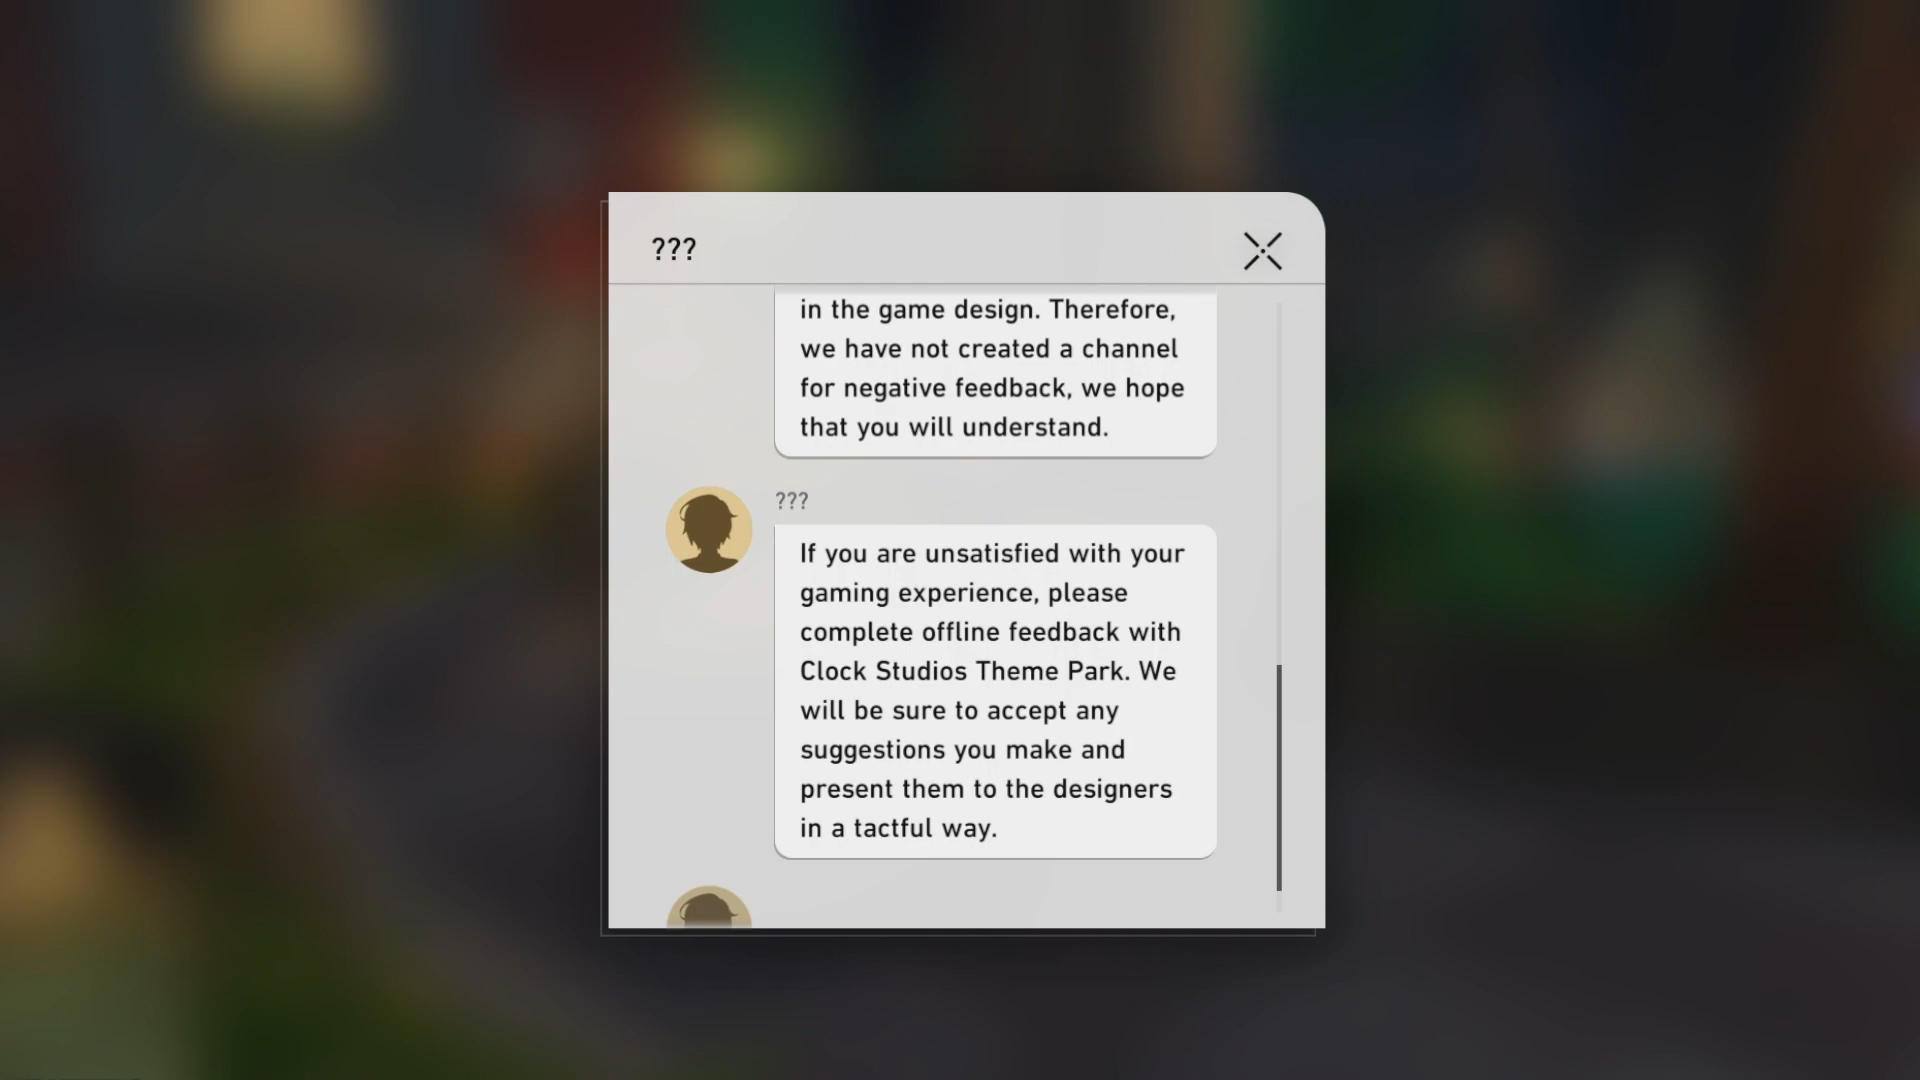 ???
in the game design. Therefore,
we have not created a channel
for negative feedback, we hope
that you will understand.
???
If you are unsatisfied with your
gaming experience, please
complete offline feedback with
Clock Studios Theme Park. We
will be sure to accept any
suggestions you make and
present them to the designers
in a tactful way.